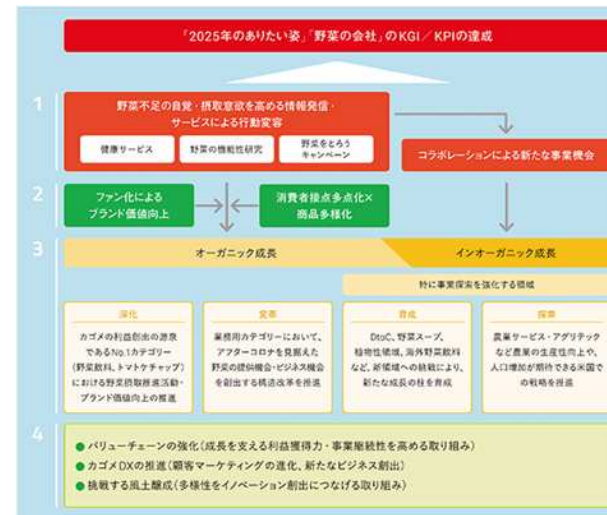 「2025年のありたい姿」「野菜の会社」のKGI／KPIの達成
1
野菜不足の自覚・摂取意欲を高める情報発信・
サービスによる行動変容
健康サービス
野菜の機能性研究
野菜をとろう
キャンペーン
コラボレーションによる新たな事業機会
2
ファン化による
ブランド価値向上
消費者接点多点化×
商品多様化
3
オーガニック成長
インオーガニック成長
特に事業探索を強化する領域
深化
カゴメの利益創出の源泉
であるNo.1カテゴリー
（野菜飲料、トマトケチャップ）
における野菜摂取推進活動・
ブランド価値向上の推進
変革
業務用カテゴリーにおいて、
アフターコロナを見据えた
野菜の提供機会・ビジネス機会
を創出する構造改革を推進
育成
DtoC、野菜スープ、
植物性領域、海外野菜飲料
など、新領域への挑戦により、
新たな成長の柱を育成
探索
農業サービス・アグリテック
など農業の生産性向上や、
人口増加が期待できる米国で
の戦略を推進
4
●バリューチェーンの強化（成長を支える利益獲得力・事業継続性を高める取り組み）
●カゴメDXの推進（顧客マーケティングの進化、新たなビジネス創出）
●挑戦する風土醸成（多様性をイノベーション創出につなげる取り組み）